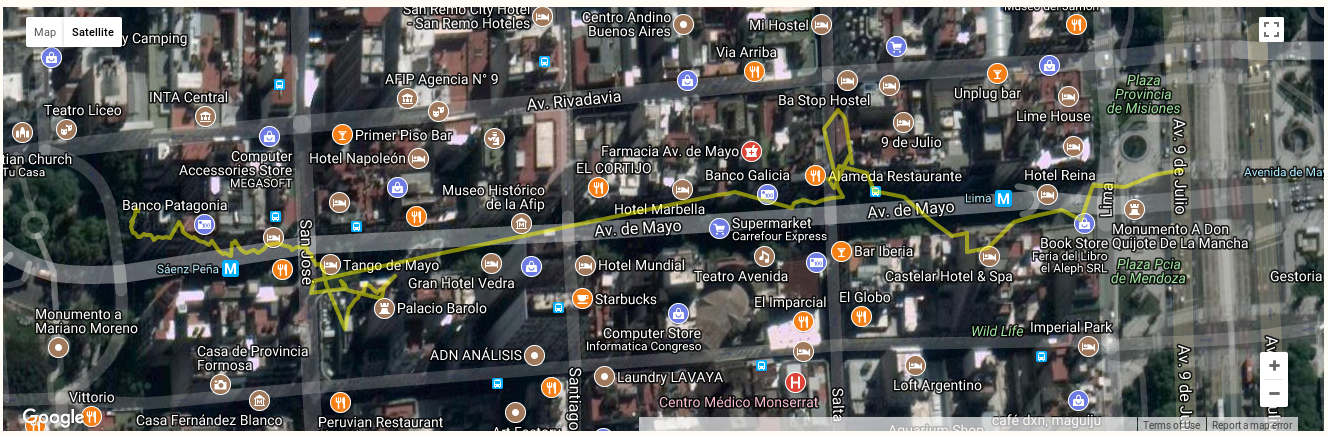 San Remo City Hotel
- San Remo Hoteles
Centro Andino
Buenos Aires
Mi Hostel
Museo del Jamón
Map
Satellite
y Camping
Via Arriba
AFIP Agencia N° 9
Plaza
Provincia
de Misiones
Teatro Liceo
INTA Central
Av. Rivadavia
Ba Stop Hostel
Unplug bar
Lime House
Primer Piso Bar
9 de Julio
Av. 9 de Julio
tian Church
Tu Casa
Computer
Accessories Store
MEGASOFT
Hotel Napoleón
Farmacia Av. de Mayo
EL CORTIJO
Banco Galicia
Alameda Restaurante
Hotel Reina
Avenida de May
Museo Histórico
de la Afip
Banco Patagonia
Hotel Marbella
Lima
Lima
Av. de Mayo
Av. de Mayo
Supermarket
Carrefour Express
Monumento A Don
Quijote De La Mancha
Book Store
Feria del Libro
el Aleph SRL
San José
Sáenz Peña
Tango de Mayo
Gran Hotel Vedra
Hotel Mundial
Teatro Avenida
Bar Iberia
Castelar Hotel & Spa
Plaza Pcia
de Mendoza
Gestoria
Starbucks
El Imparcial
El Globo
Palacio Barolo
Monumento a
Mariano Moreno
Computer Store
Informatica Congreso
Wild Life
Imperial Park
Casa de Provincia
Formosa
ADN ANÁLISIS
Laundry LAVAYA
Loft Argentino
Av. 9 de Ju
Vittorio
Centro Médico Monserrat
Santiago
Salta
Google
Casa Fernández Blanco
Peruvian Restaurant
Art Factory
Aquarium Shop
café dxn, maguiju
Terms of Use
Report a map error